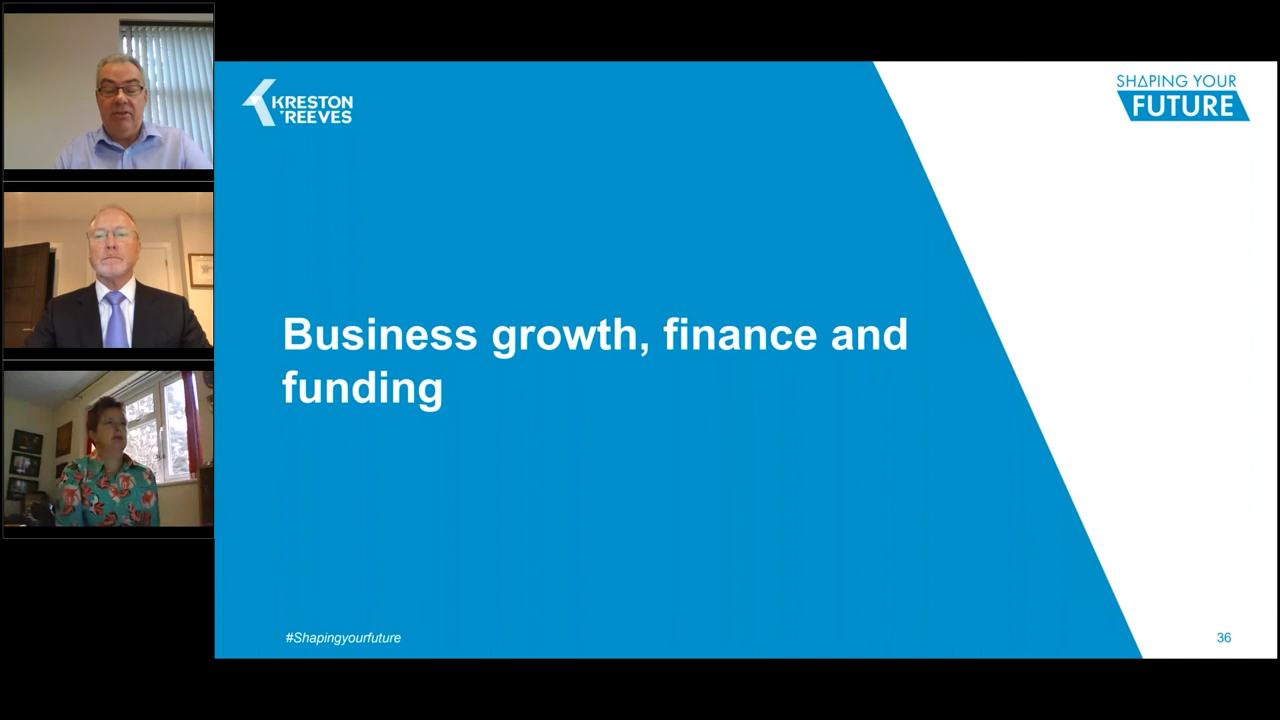 KRESTON
REEVES
SHAPING YOUR
FUTURE
Business growth, finance and
funding
#Shapingyourfuture
36